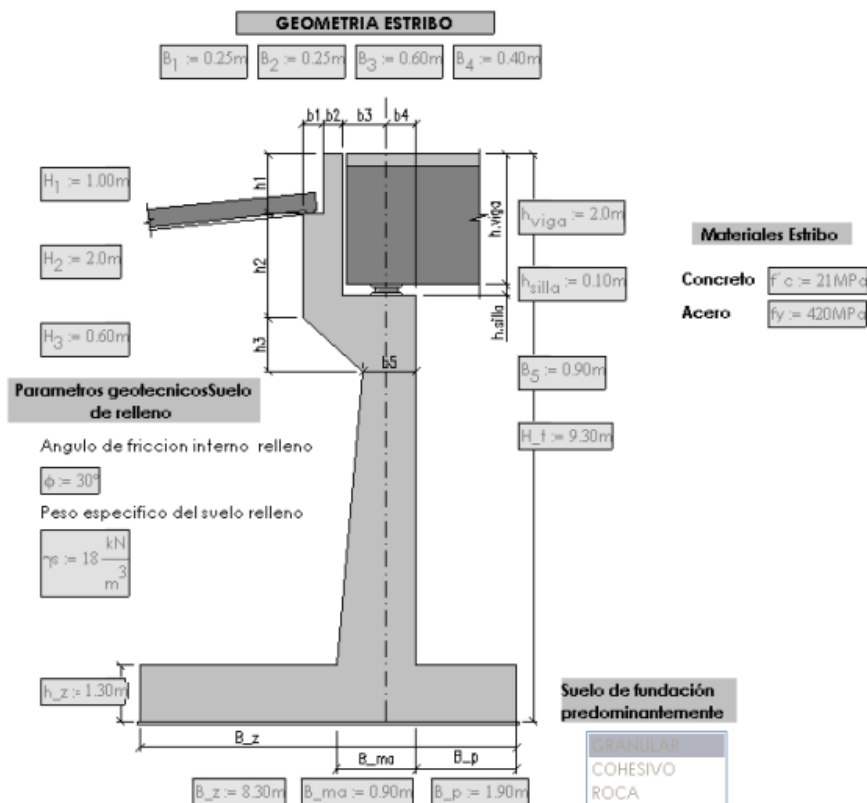 GEOMETRIA ESTRIBO
B1 := 0.25m B2 := 0.25m B3 := 0.60m B4 := 0.40m
b1 b2 b3 b4
H1 := 1.00m
h1
H2 := 2.0m
h2
H3 := 0.60m
h3
b5
h.viga
h.silla
hviga := 2.0m
hsilla := 0.10m
B5 := 0.90m
H_t := 9.30m
Materiales Estribo
Concreto f´c := 21MPa
Acero fy := 420MPa
Parametros geotecnicosSuelo
de relleno
Angulo de friccion interno relleno
ϕ := 30°
Peso especifico del suelo relleno
γs := 18 kN
3
m
h_z := 1.30m
B_z
B_ma
B_p
B_z := 8.30m B_ma := 0.90m B_p := 1.90m
Suelo de fundación
predominantemente
GRANULAR
COHESIVO
ROCA